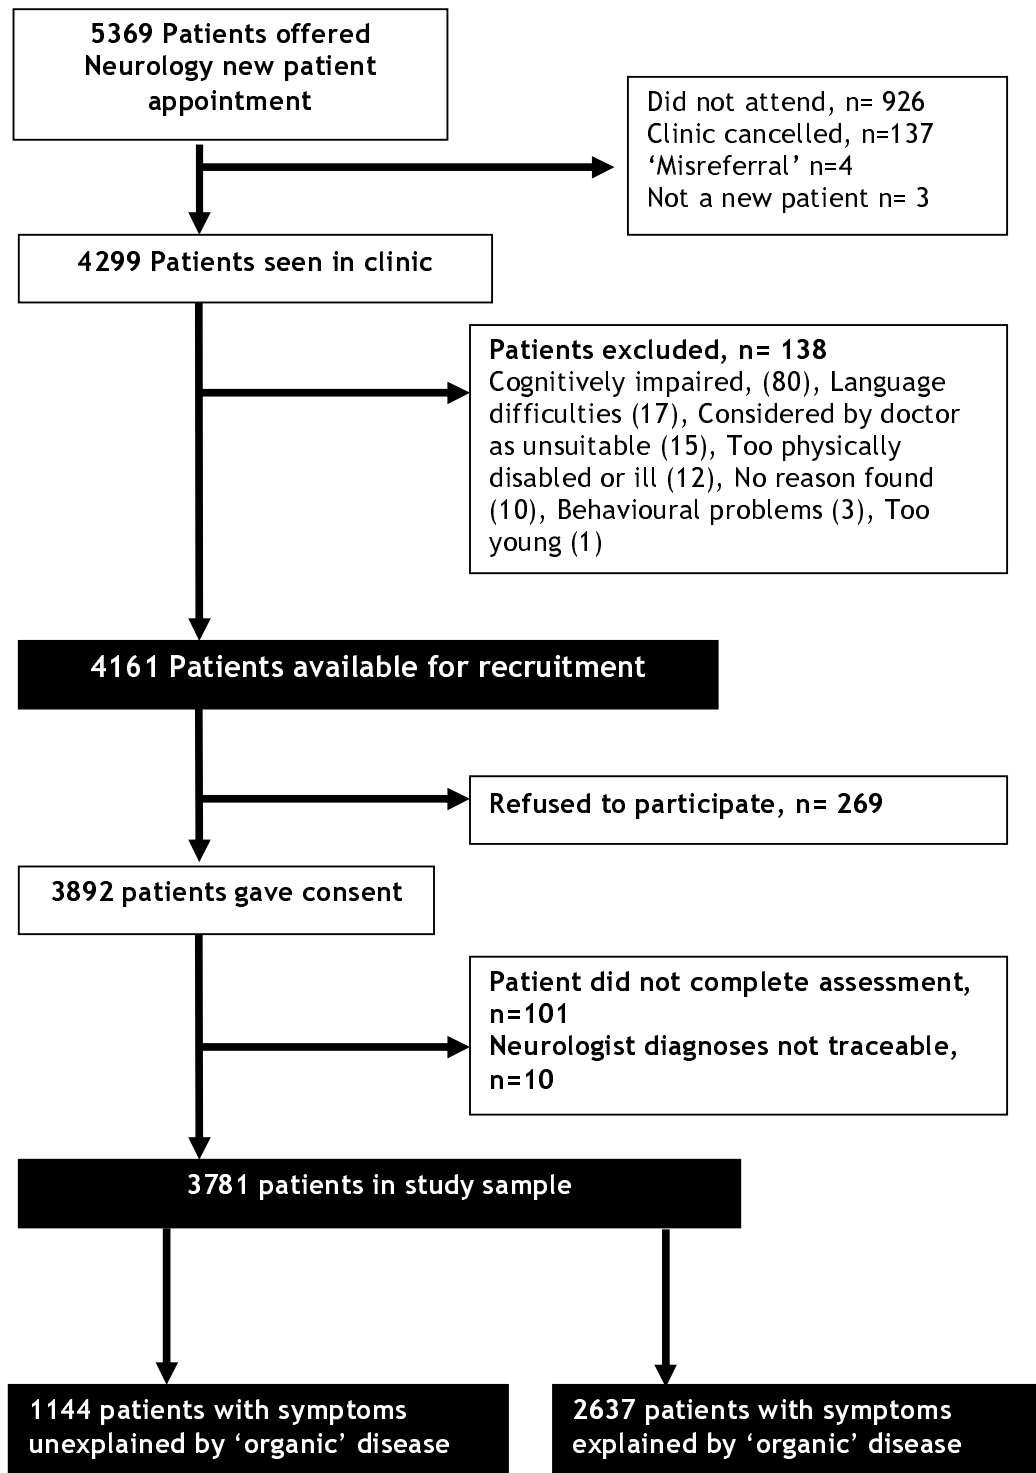 5369 Patients offered
Neurology new patient
appointment
Did not attend, n= 926
Clinic cancelled, n=137
‘Misreferral’ n=4
Not a new patient n= 3
4299 Patients seen in clinic
Patients excluded, n= 138
Cognitively impaired, (80), Language
difficulties (17), Considered by doctor
as unsuitable (15), Too physically
disabled or ill (12), No reason found
(10), Behavioural problems (3), Too
young (1)
4161 Patients available for recruitment
Refused to participate, n= 269
3892 patients gave consent
Patient did not complete assessment,
n=101
Neurologist diagnoses not traceable,
n=10
3781 patients in study sample
1144 patients with symptoms
unexplained by ‘organic’ disease
2637 patients with symptoms
explained by ‘organic’ disease